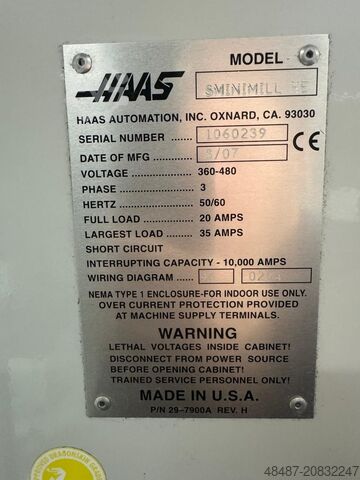 MODEL
HAAS SMINIMILL YE
HAAS AUTOMATION, INC. OXNARD, CA. 93030
SERIAL NUMBER ........ 1060239
DATE OF MFG ............ 3/07
VOLTAGE ................... 360-480
PHASE ........................ 3
HERTZ ........................ 50/60
FULL LOAD ................. 20 AMPS
LARGEST LOAD .......... 35 AMPS
SHORT CIRCUIT
INTERRUPTING CAPACITY - 10,000 AMPS
WIRING DIAGRAM
NEMA TYPE 1 ENCLOSURE-FOR INDOOR USE ONLY.
OVER CURRENT PROTECTION PROVIDED
AT MACHINE SUPPLY TERMINALS.
WARNING
LETHAL VOLTAGES INSIDE CABINET!
DISCONNECT FROM POWER SOURCE
BEFORE OPENING CABINET!
TRAINED SERVICE PERSONNEL ONLY!
MADE IN U.S.A.
P/N 29-7900A REV. H
48487-20832247